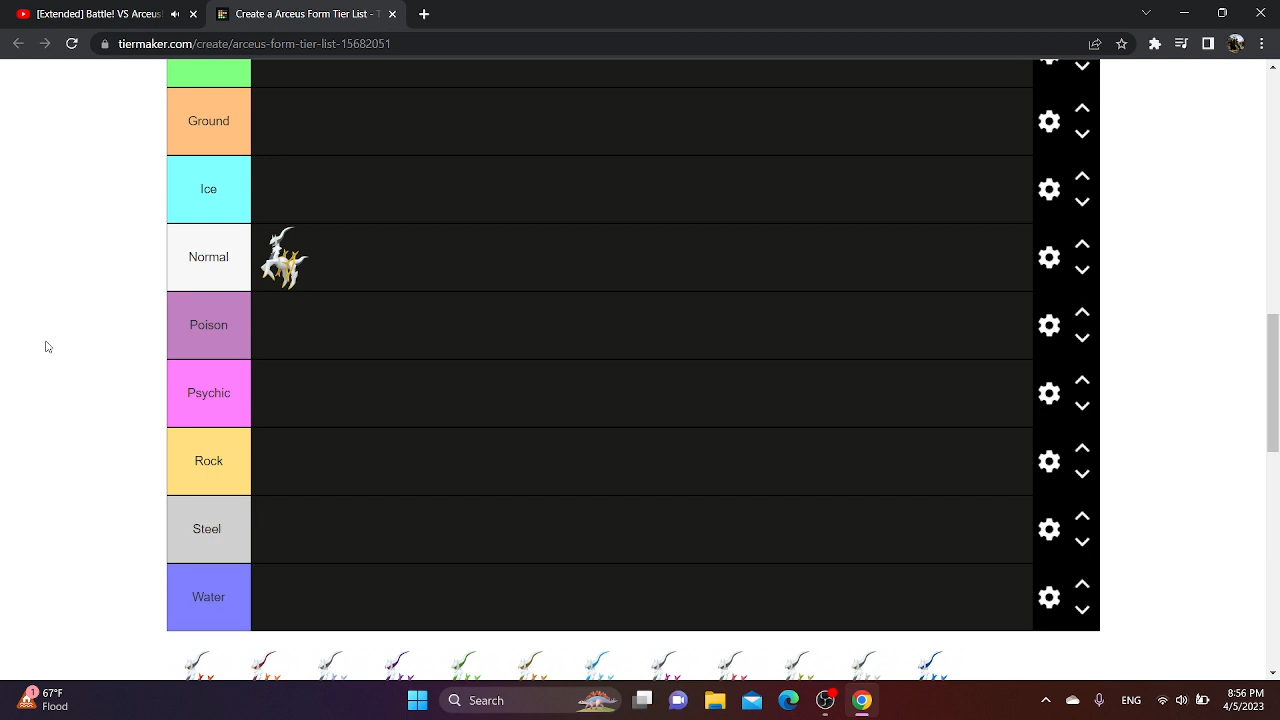 [Extended] Battle! VS Arceus
Create a Arceus Form Tier List - T
tiermaker.com/create/arceus-form-tier-list-15682051
Ground
Ice
Normal
Poison
Psychic
Rock
Steel
Water
1
67°F
Flood
Search
ENG
8:56 PM
4/5/2023